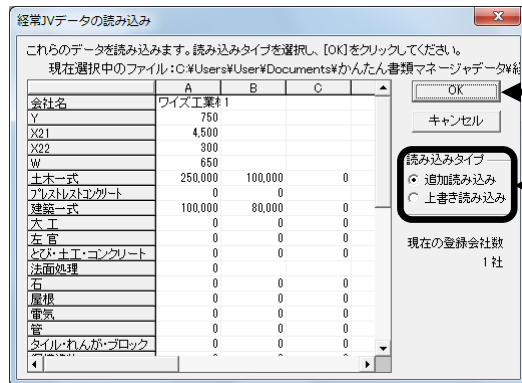 経常JVデータの読み込み
これらのデータを読み込みます。読み込みタイプを選択し、[OK]をクリックしてください。
現在選択中のファイル:C:¥Users¥User¥Documents¥かんたん書類マネージャデータ¥経
A B C
会社名 ワイズ工業㈱1
Y 750
X21 4,500
X22 300
W 650
土木一式 250,000 100,000 0
プレストレストコンクリート 0 0
建築一式 100,000 80,000 0
大工 0 0 0
左官 0 0 0
とび・土工・コンクリート 0 0 0
法面処理 0
石 0 0 0
屋根 0 0 0
電気 0 0 0
管 0 0 0
タイル・れんが・ブロック 0 0 0
OK
キャンセル
読み込みタイプ
追加読み込み
上書き読み込み
現在の登録会社数
1 社